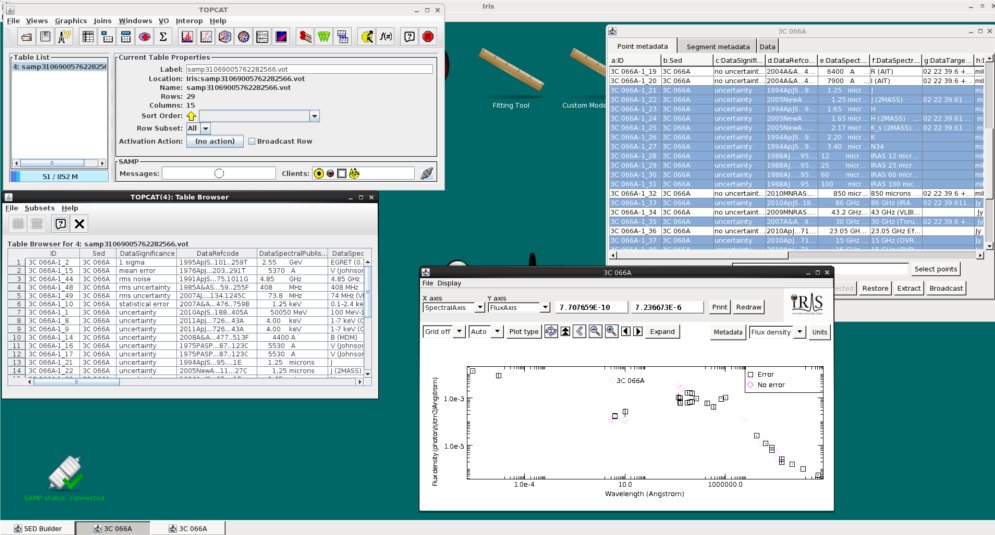 Iris
TOPCAT
File Views Graphics Joins Windows VO Interop Help
Table List
4: samp31069005762282566
51 / 852 M
Current Table Properties
Label: samp31069005762282566.vot
Location: Iris:samp31069005762282566.vot
Name: samp31069005762282566.vot
Rows: 29
Columns: 15
Sort Order:
Row Subset: All
Activation Action: (no action) Broadcast Row
SAMP
Messages: Clients:
Fitting Tool
Custom Mode
3C 066A
Point metadata Segment metadata Data
a:ID b:Sed c:DataSignifi... d:DataRefco... e:DataSpect... f:DataSpectr... g:DataTarge...
3C 066A-1_19 3C 066A no uncertaint... 2004A&A...4... 6400 A R (AIT) 02 22 39.6 +...
3C 066A-1_20 3C 066A no uncertaint... 2004A&A...4... 7900 A I (AIT) 02 22 39.6 +...
3C 066A-1_21 3C 066A uncertainty 1994ApJS...9... 1.25 micr... J
3C 066A-1_22 3C 066A uncertainty 2005NewA... 1.25 micr... J (2MASS) 02 22 39.61 ...
3C 066A-1_23 3C 066A uncertainty 1994ApJS...9... 1.65 micr... H
3C 066A-1_24 3C 066A uncertainty 2005NewA... 1.65 micr... H (2MASS) 02 22 39.61 ...
3C 066A-1_25 3C 066A uncertainty 2005NewA... 2.17 micr... K_s (2MASS) 02 22 39.61 ...
3C 066A-1_26 3C 066A uncertainty 1994ApJS...9... 2.20 micr... K
3C 066A-1_27 3C 066A uncertainty 1994ApJS...9... 3.40 micr... N34
3C 066A-1_28 3C 066A uncertainty 1988AJ.....95... 12 micr... IRAS 12 micr...
3C 066A-1_29 3C 066A uncertainty 1988AJ.....95... 25 micr... IRAS 25 micr...
3C 066A-1_30 3C 066A uncertainty 1988AJ.....95... 60 micr... IRAS 60 micr...
3C 066A-1_31 3C 066A uncertainty 1988AJ.....95... 100 micr... IRAS 100 mic...
3C 066A-1_32 3C 066A no uncertaint... 2010MNRAS... 850 micr... 850 microns 02 22 39.6 +...
3C 066A-1_33 3C 066A uncertainty 2010ApJS..18... 86 GHz 86 GHz (IRA... 02 22 39.611...
3C 066A-1_34 3C 066A no uncertaint... 2009MNRAS... 43.2 GHz 43 GHz (VLBI...
3C 066A-1_35 3C 066A uncertainty 2007A&A...4... 30 GHz 30 GHz (Toru... 02 22 39.6 +...
3C 066A-1_36 3C 066A no uncertaint... 2010ApJ...71... 23.05 GH... 23.05 GHz Ef...
3C 066A-1_37 3C 066A uncertainty 2010ApJ...71... 15 GHz 15 GHz (OVR...
Select points
Restore Extract Broadcast
TOPCAT(4): Table Browser
File Subsets Help
Table Browser for 4: samp31069005762282566.vot
ID Sed DataSignificance DataRefcode DataSpectralPublis... DataSpe
1 3C 066A-1_2 3C 066A 1 sigma 1995ApJS..101..259T 2.55 GeV EGRET (0.
2 3C 066A-1_15 3C 066A mean error 1976ApJ...203..291T 5370 A V (Johnsor
3 3C 066A-1_44 3C 066A rms noise 1991ApJS...75.1011G 4.85 GHz 4.85 GHz
4 3C 066A-1_48 3C 066A rms uncertainty 1985A&AS...59..255F 408 MHz 408 MHz
5 3C 066A-1_49 3C 066A rms uncertainty 2007AJ....134.1245C 73.8 MHz 74 MHz (V
6 3C 066A-1_10 3C 066A statistical error 2007A&A...476..759B 1.25 keV 0.1-2.4 ke
7 3C 066A-1_1 3C 066A uncertainty 2010ApJS..188..405A 50050 MeV 100 MeV-1
8 3C 066A-1_8 3C 066A uncertainty 2011ApJ...726...43A 4.00 keV 1-7 keV (C
9 3C 066A-1_9 3C 066A uncertainty 2011ApJ...726...43A 4.00 keV 1-7 keV (C
10 3C 066A-1_14 3C 066A uncertainty 2008A&A...477..513F 4400 A B (MDM)
11 3C 066A-1_16 3C 066A uncertainty 1975PASP...87..123C 5530 A V (Johnsor
12 3C 066A-1_17 3C 066A uncertainty 1975PASP...87..123C 5530 A V (Johnsor
13 3C 066A-1_21 3C 066A uncertainty 1994ApJS...95....1E 1.25 microns J
14 3C 066A-1_22 3C 066A uncertainty 2005NewA...11...27C 1.25 microns J (2MASS)
3C 066A
File Display
X axis Y axis
SpectralAxis FluxAxis 7.707659E-10 7.236673E-6 Print Redraw
IRIS
Grid off Auto Plot type Expand Metadata Flux density Units
3C 066A
Error
No error
1.0e-3
1.0e-5
Flux density (photon/s/cm2/Angstrom)
1.0e-4 10.0 1000000.0
Wavelength (Angstrom)
SAMP status: connected
SED Builder 3C 066A 3C 066A